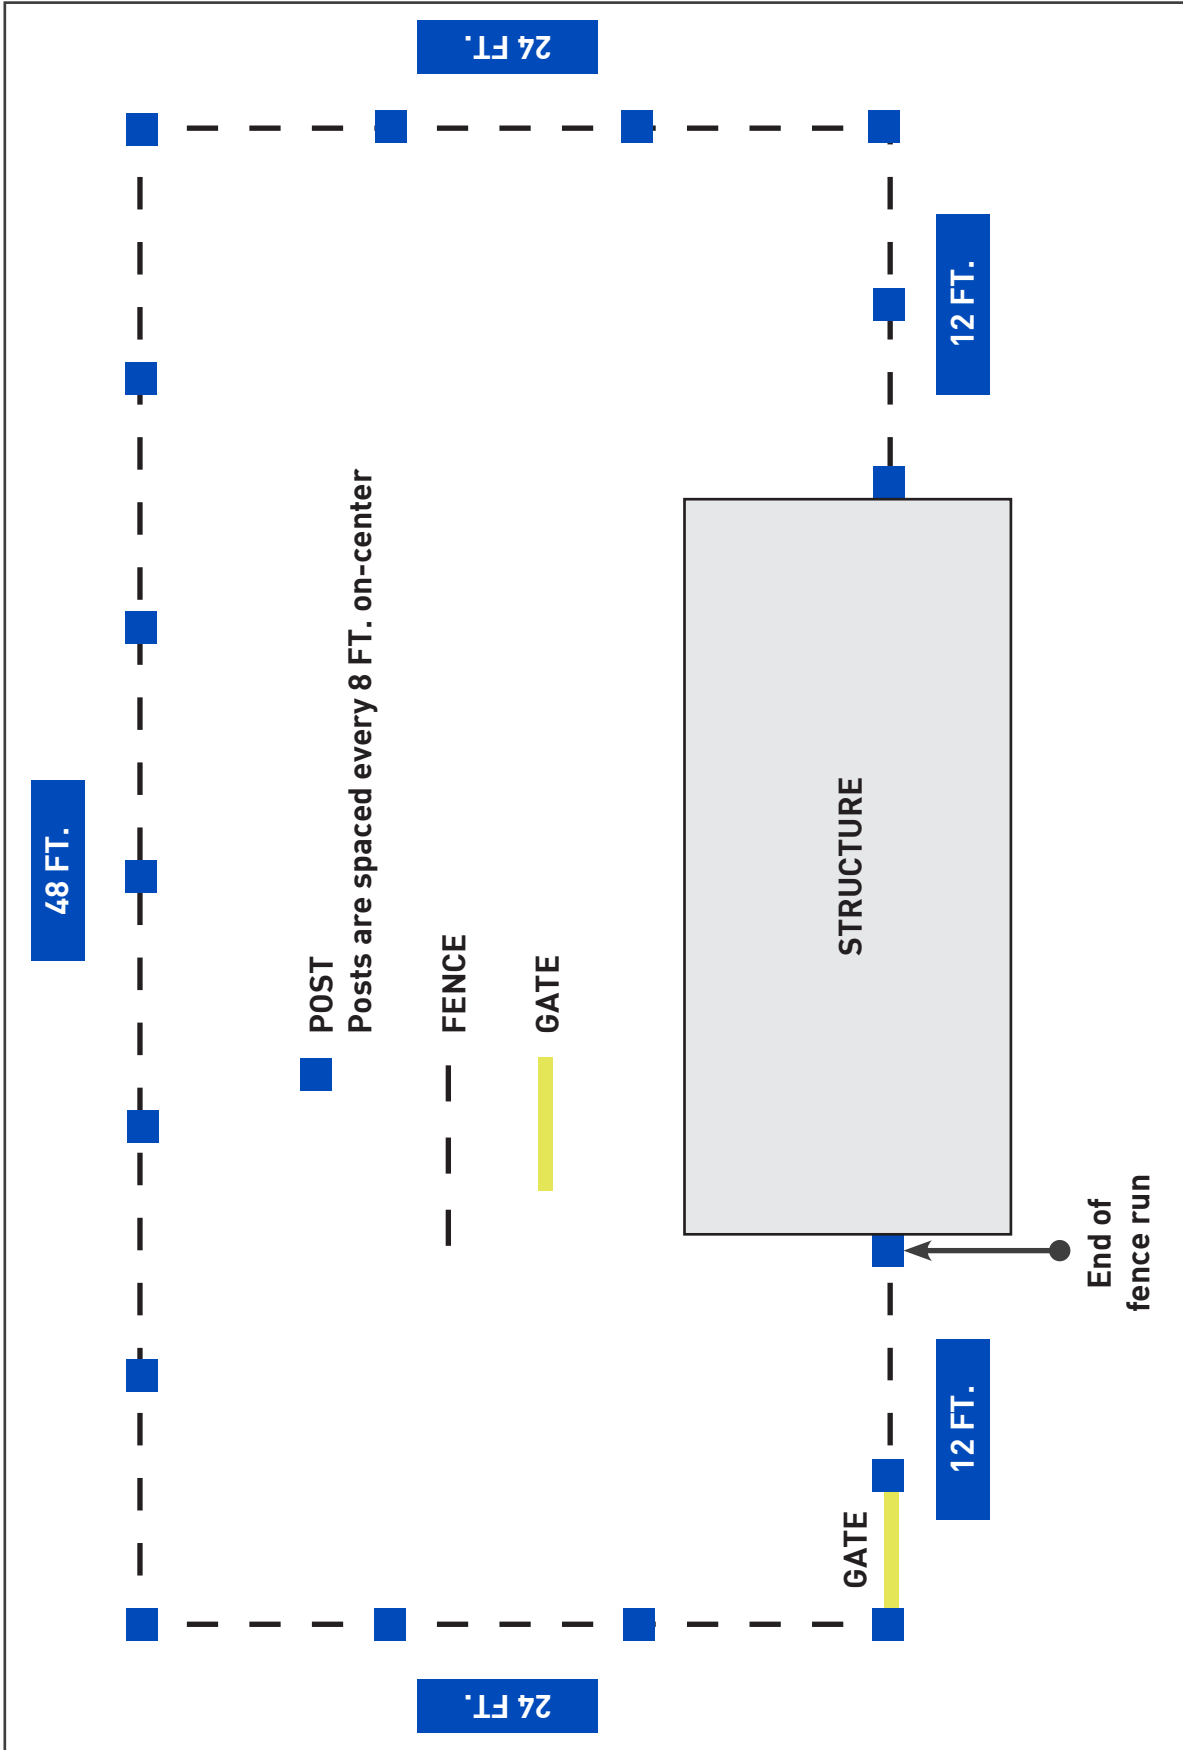 48 FT.
24 FT.
24 FT.
POST
Posts are spaced every 8 FT. on-center
FENCE
GATE
STRUCTURE
GATE
12 FT.
12 FT.
End of
fence run